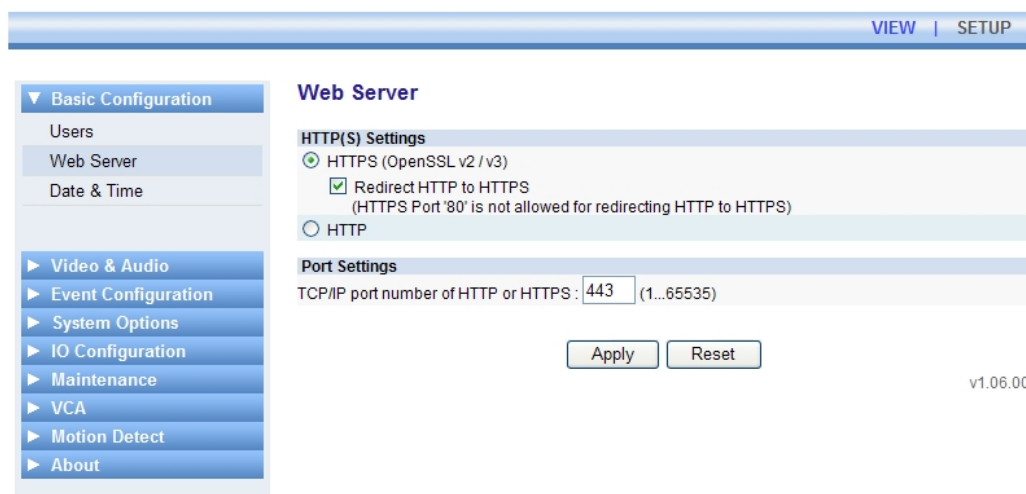 VIEW | SETUP
Basic Configuration
Users
Web Server
Date & Time
Video & Audio
Event Configuration
System Options
IO Configuration
Maintenance
VCA
Motion Detect
About
Web Server
HTTP(S) Settings
HTTPS (OpenSSL v2 / v3)
Redirect HTTP to HTTPS
(HTTPS Port '80' is not allowed for redirecting HTTP to HTTPS)
HTTP
Port Settings
TCP/IP port number of HTTP or HTTPS : 443 (1...65535)
Apply Reset
v1.06.00